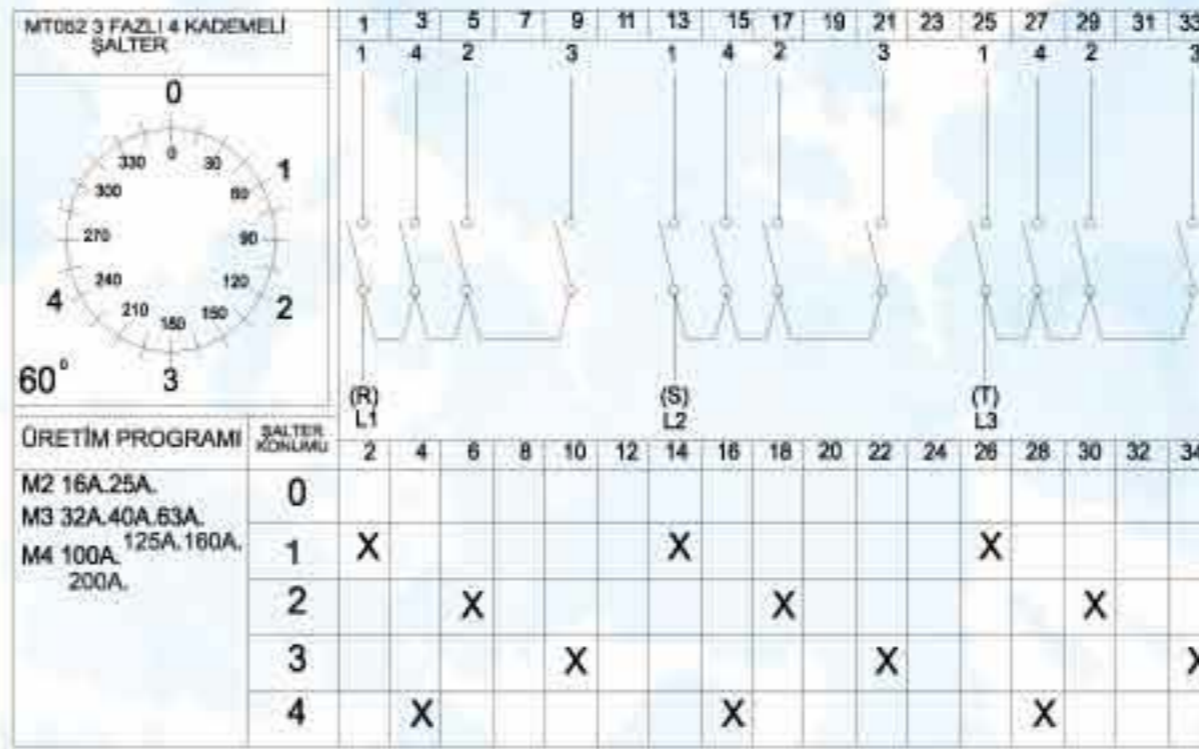 MT052 3 FAZLI 4 KADEMELİ
ŞALTER
1 3 5 7 9 11 13 15 17 19 21 23 25 27 29 31 33
1 4 2 3 1 4 2 3 1 4 2 3
0
1
2
3
4
0 30 60 90 120 150 180 210 240 270 300 330
60°
(R) (S) (T)
L1 L2 L3
ÜRETİM PROGRAMI
ŞALTER
KONUMU
2 4 6 8 10 12 14 16 18 20 22 24 26 28 30 32 34
M2 16A.25A.
M3 32A.40A.63A.
M4 100A. 125A.160A.
200A.
0
1 X X X
2 X X X
3 X X X
4 X X X